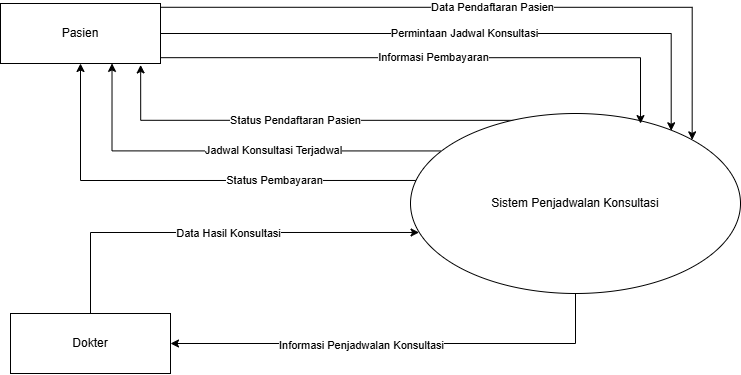 Data Pendaftaran Pasien
Pasien
Permintaan Jadwal Konsultasi
Informasi Pembayaran
Status Pendaftaran Pasien
Jadwal Konsultasi Terjadwal
Status Pembayaran
Sistem Penjadwalan Konsultasi
Data Hasil Konsultasi
Dokter
Informasi Penjadwalan Konsultasi